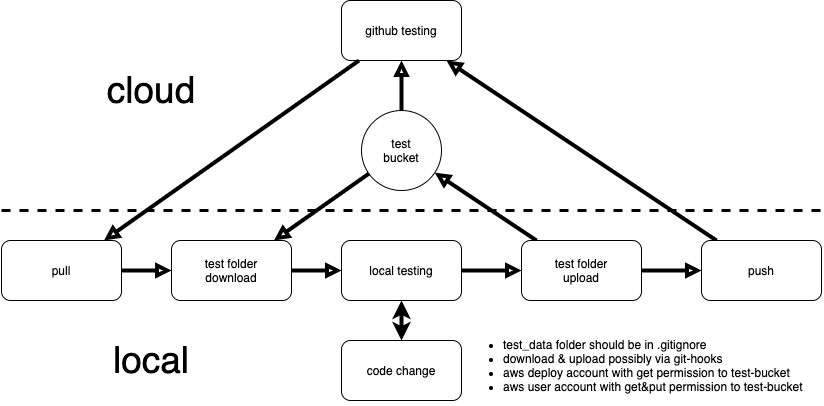 github testing
cloud
test
bucket
pull
test folder
download
local testing
test folder
upload
push
local
code change
• test_data folder should be in .gitignore
• download & upload possibly via git-hooks
• aws deploy account with get permission to test-bucket
• aws user account with get&put permission to test-bucket